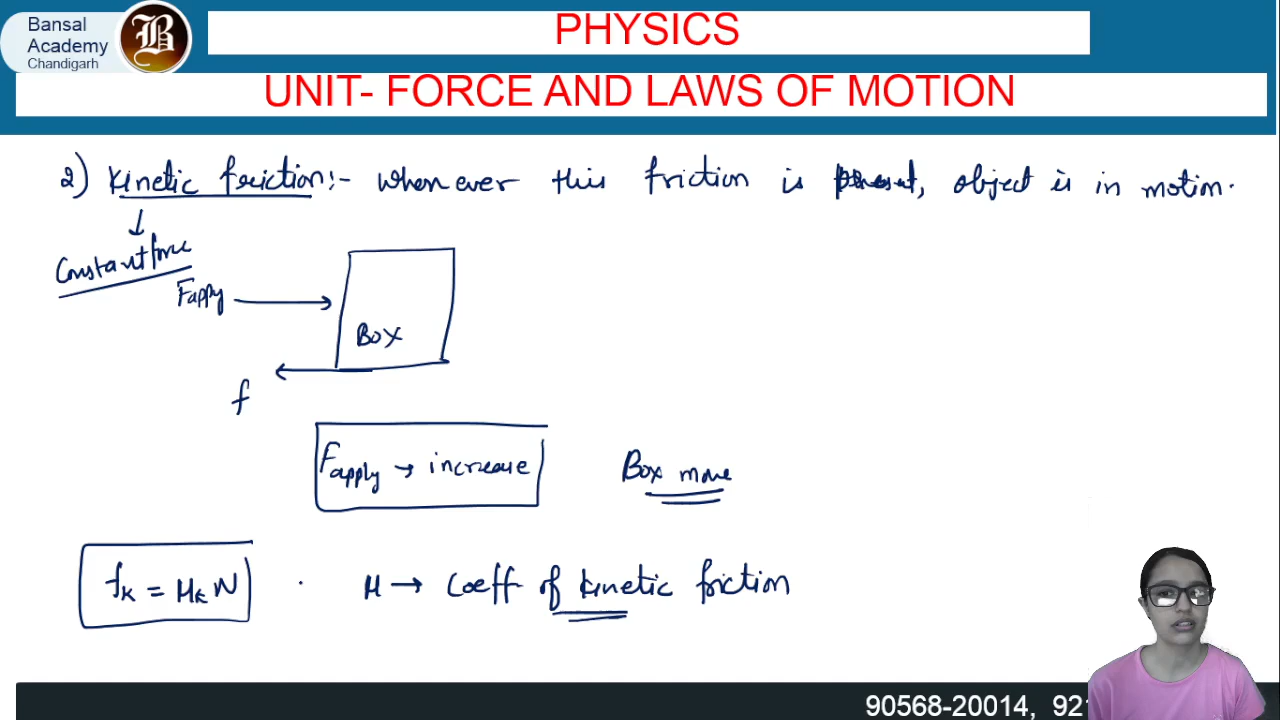 Bansal
Academy
Chandigarh
B
PHYSICS
UNIT- FORCE AND LAWS OF MOTION
2) Kinetic friction:- Whenever this friction is present, object is in motion.
Constant force
Fapply
Box
f
Fapply → increase
Box move
fk = μk N
μ → Coeff of kinetic friction
90568-20014, 92